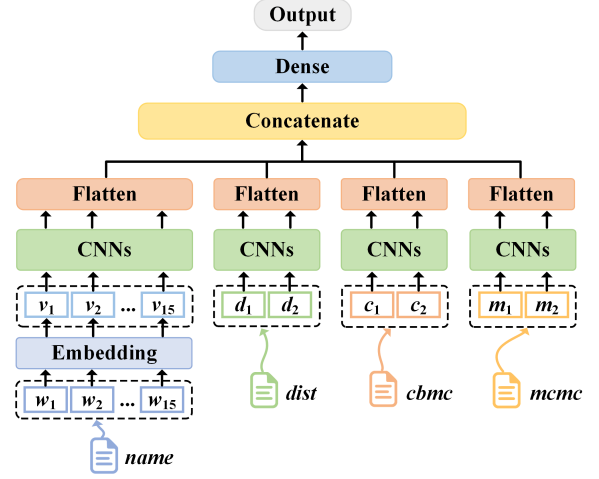 Output
Dense
Concatenate
Flatten Flatten Flatten Flatten
CNNs CNNs CNNs CNNs
v1 v2 ... v15 d1 d2 c1 c2 m1 m2
Embedding
w1 w2 ... w15 dist cbmc mcmc
name